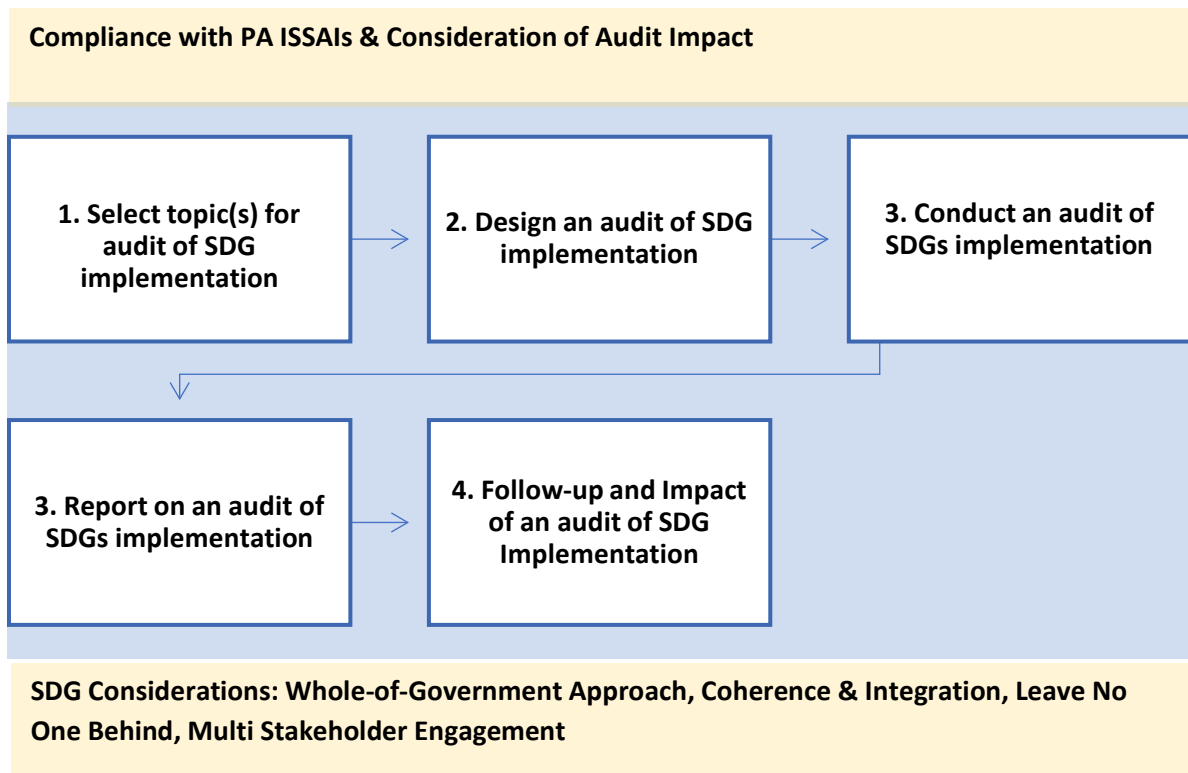 Compliance with PA ISSAIs & Consideration of Audit Impact
1. Select topic(s) for
audit of SDG
implementation
2. Design an audit of SDG
implementation
3. Conduct an audit of
SDGs implementation
3. Report on an audit of
SDGs implementation
4. Follow-up and Impact
of an audit of SDG
Implementation
SDG Considerations: Whole-of-Government Approach, Coherence & Integration, Leave No
One Behind, Multi Stakeholder Engagement